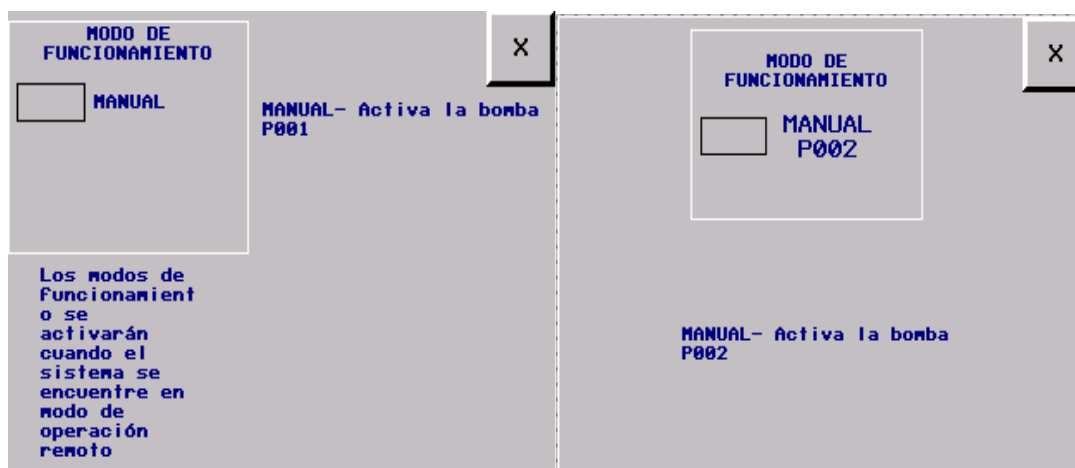 MODO DE
FUNCIONAMIENTO
X
MANUAL
MANUAL- Activa la bomba
P001
Los modos de
funcionamient
o se
activarán
cuando el
sistema se
encuentre en
modo de
operación
remoto
X
MODO DE
FUNCIONAMIENTO
MANUAL
P002
MANUAL- Activa la bomba
P002